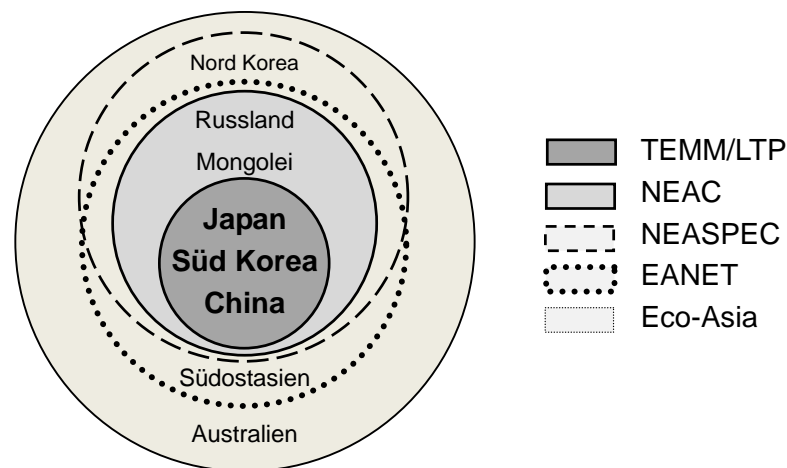 Nord Korea
Russland
Mongolei
Japan
Süd Korea
China
Südostasien
Australien
TEMM/LTP
NEAC
NEASPEC
EANET
Eco-Asia